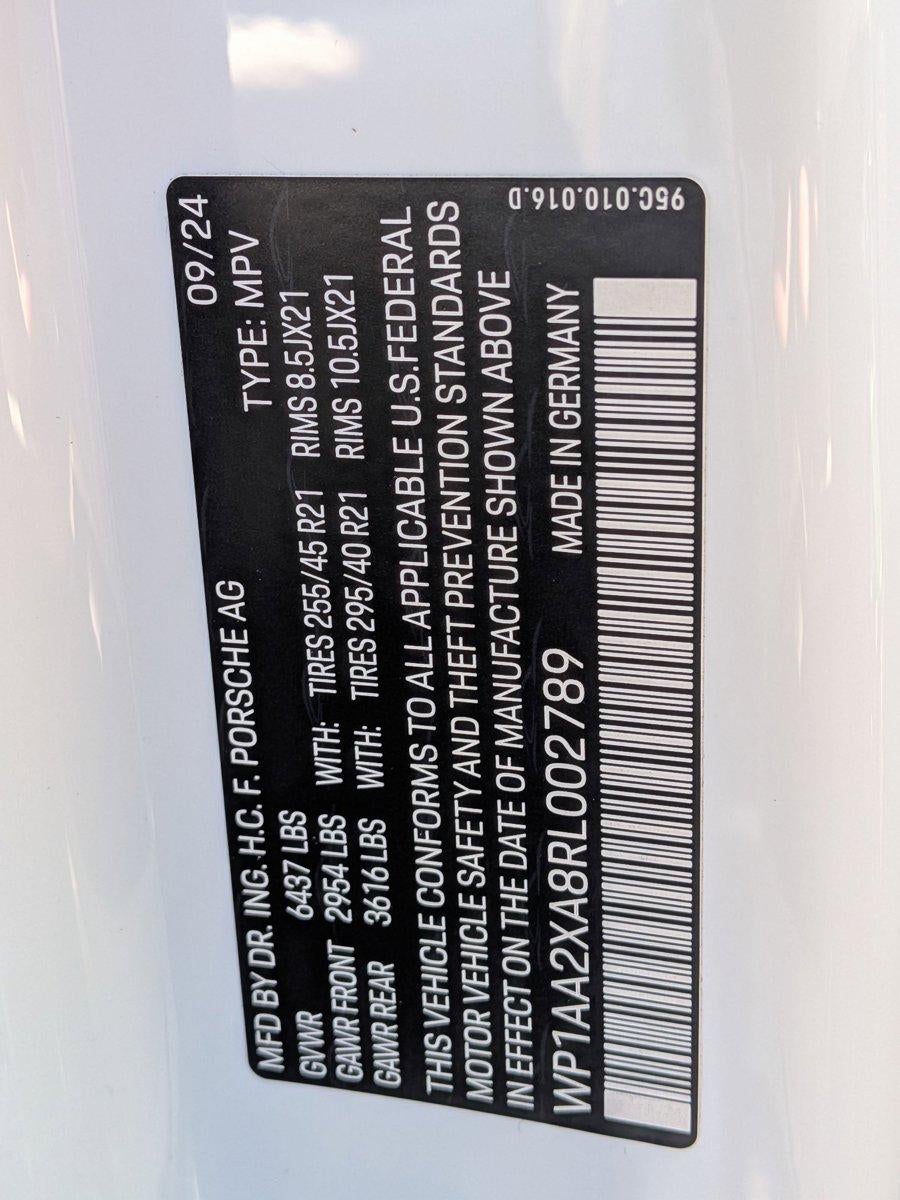 MFD BY DR. ING. H.C. F. PORSCHE AG 09/24
GVWR 6437 LBS TYPE: MPV
GAWR FRONT 2954 LBS WITH: TIRES 255/45 R21 RIMS 8.5JX21
GAWR REAR 3616 LBS WITH: TIRES 295/40 R21 RIMS 10.5JX21
THIS VEHICLE CONFORMS TO ALL APPLICABLE U.S.FEDERAL
MOTOR VEHICLE SAFETY AND THEFT PREVENTION STANDARDS
IN EFFECT ON THE DATE OF MANUFACTURE SHOWN ABOVE
WP1AA2XA8RL002789 MADE IN GERMANY
95C.010.016.D